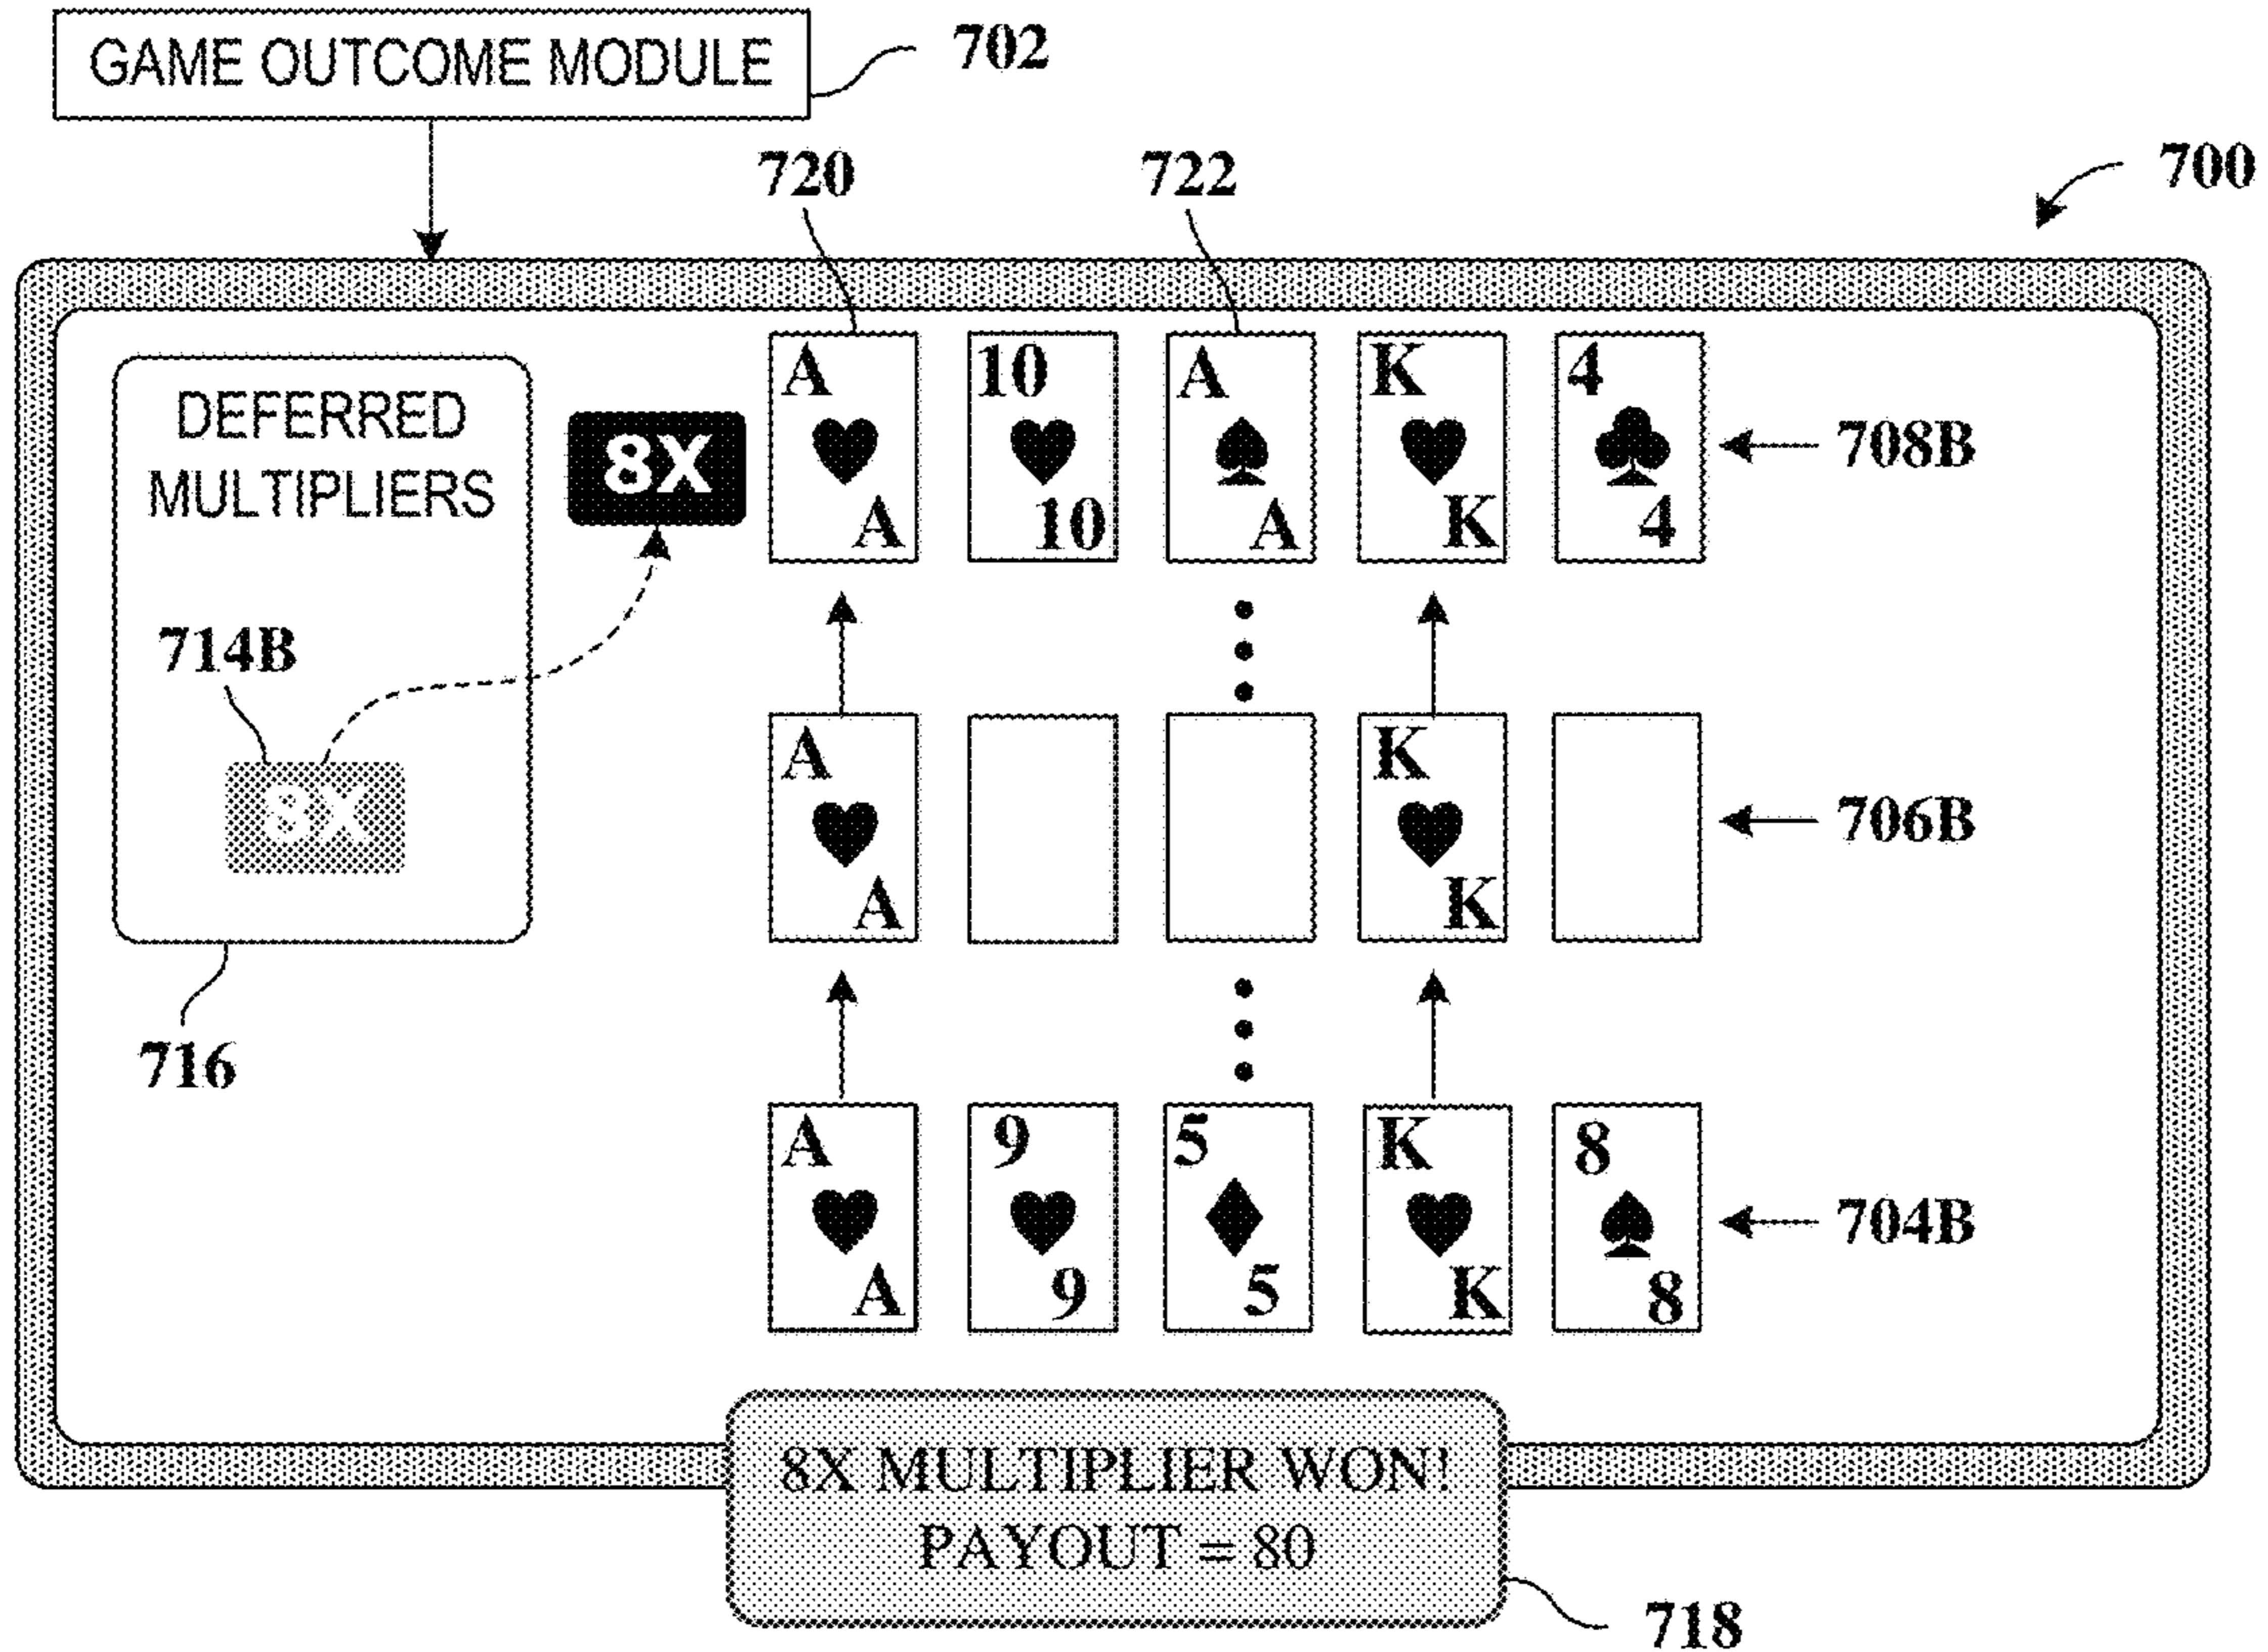 GAME OUTCOME MODULE 702
720 722 700
A 10 A K 4
DEFERRED
MULTIPLIERS
8X
708B
A 10 A K 4
714B
8X
A K
706B
A K
716
A 9 5 K 8
704B
A 9 5 K 8
8X MULTIPLIER WON!
PAYOUT = 80
718